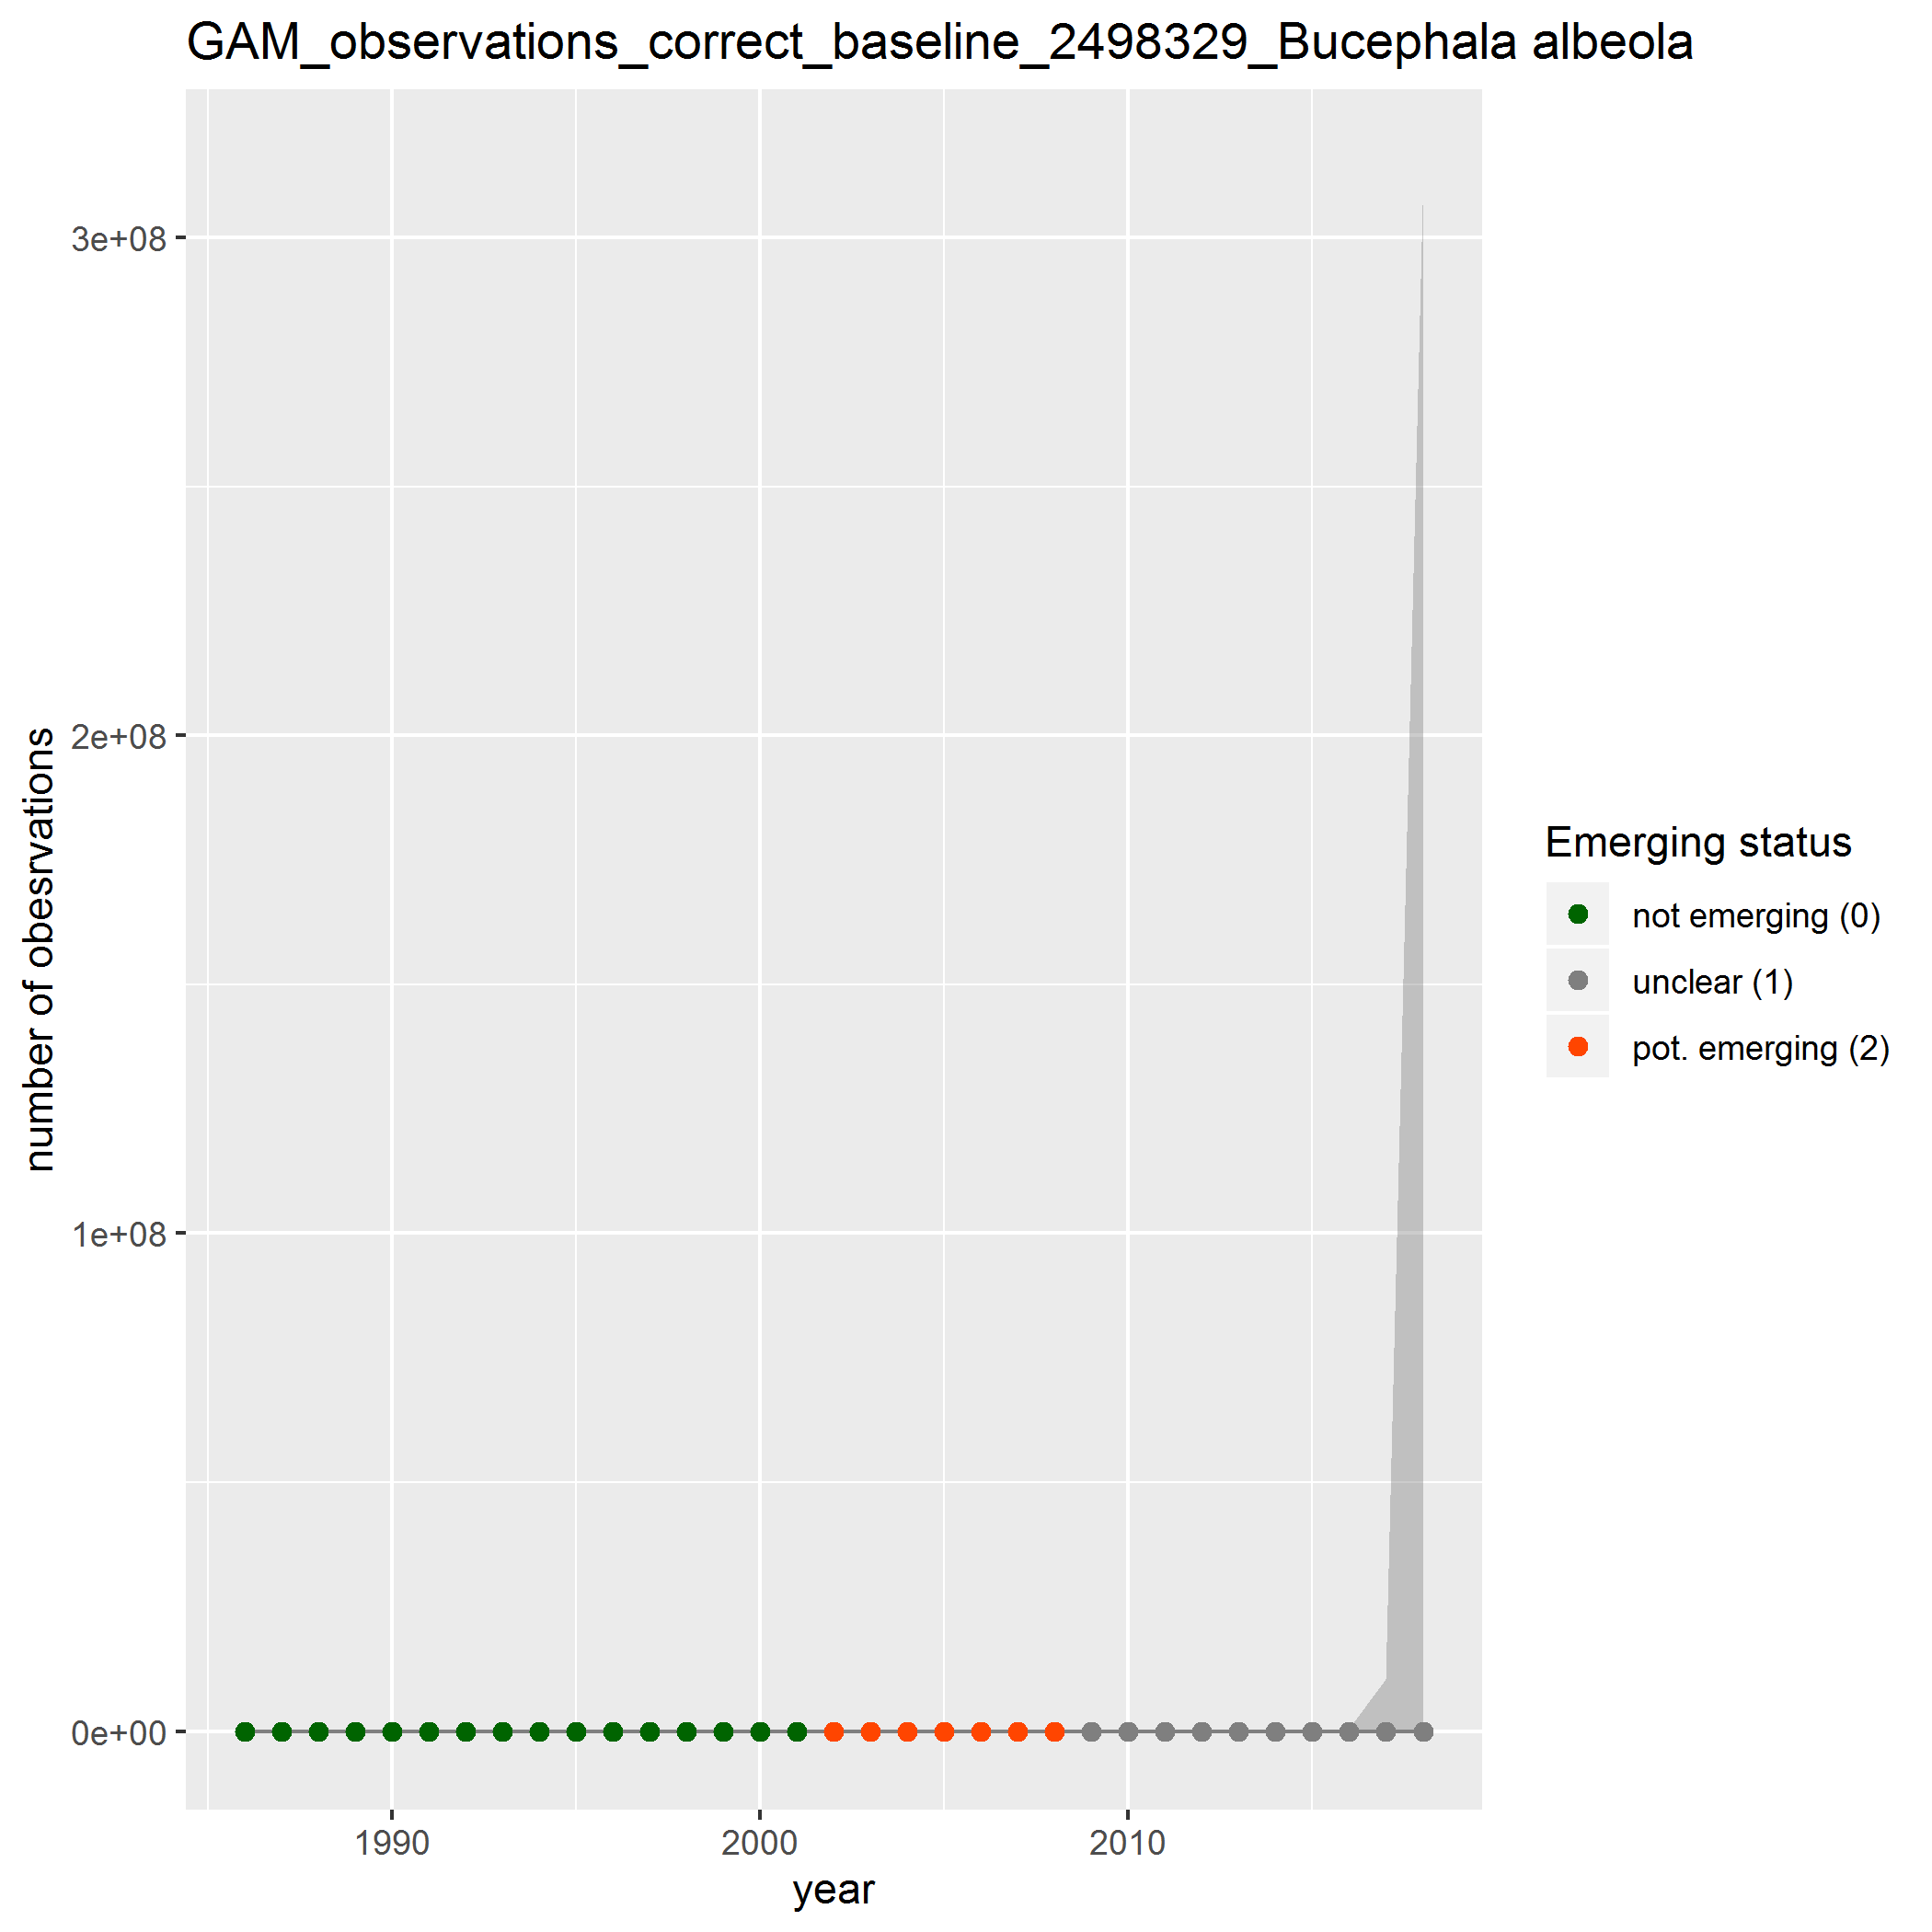 GAM_observations_correct_baseline_2498329_Bucephala albeola
number of obesrvations
3e+08
2e+08
1e+08
0e+00
1990
2000
2010
year
Emerging status
not emerging (0)
unclear (1)
pot. emerging (2)